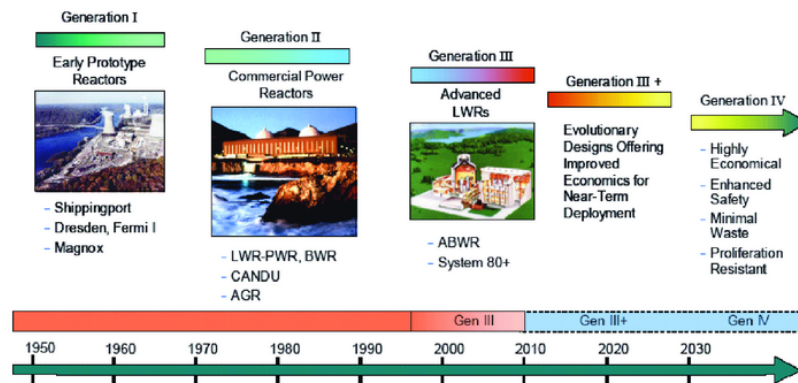 Generation I
Early Prototype
Reactors
- Shippingport
- Dresden, Fermi I
- Magnox
Generation II
Commercial Power
Reactors
- LWR-PWR, BWR
- CANDU
- AGR
Generation III
Advanced
LWRs
- ABWR
- System 80+
Generation III +
Evolutionary
Designs Offering
Improved
Economics for
Near-Term
Deployment
Generation IV
- Highly
Economical
- Enhanced
Safety
- Minimal
Waste
- Proliferation
Resistant
Gen III
Gen III+
Gen IV
1950
1960
1970
1980
1990
2000
2010
2020
2030